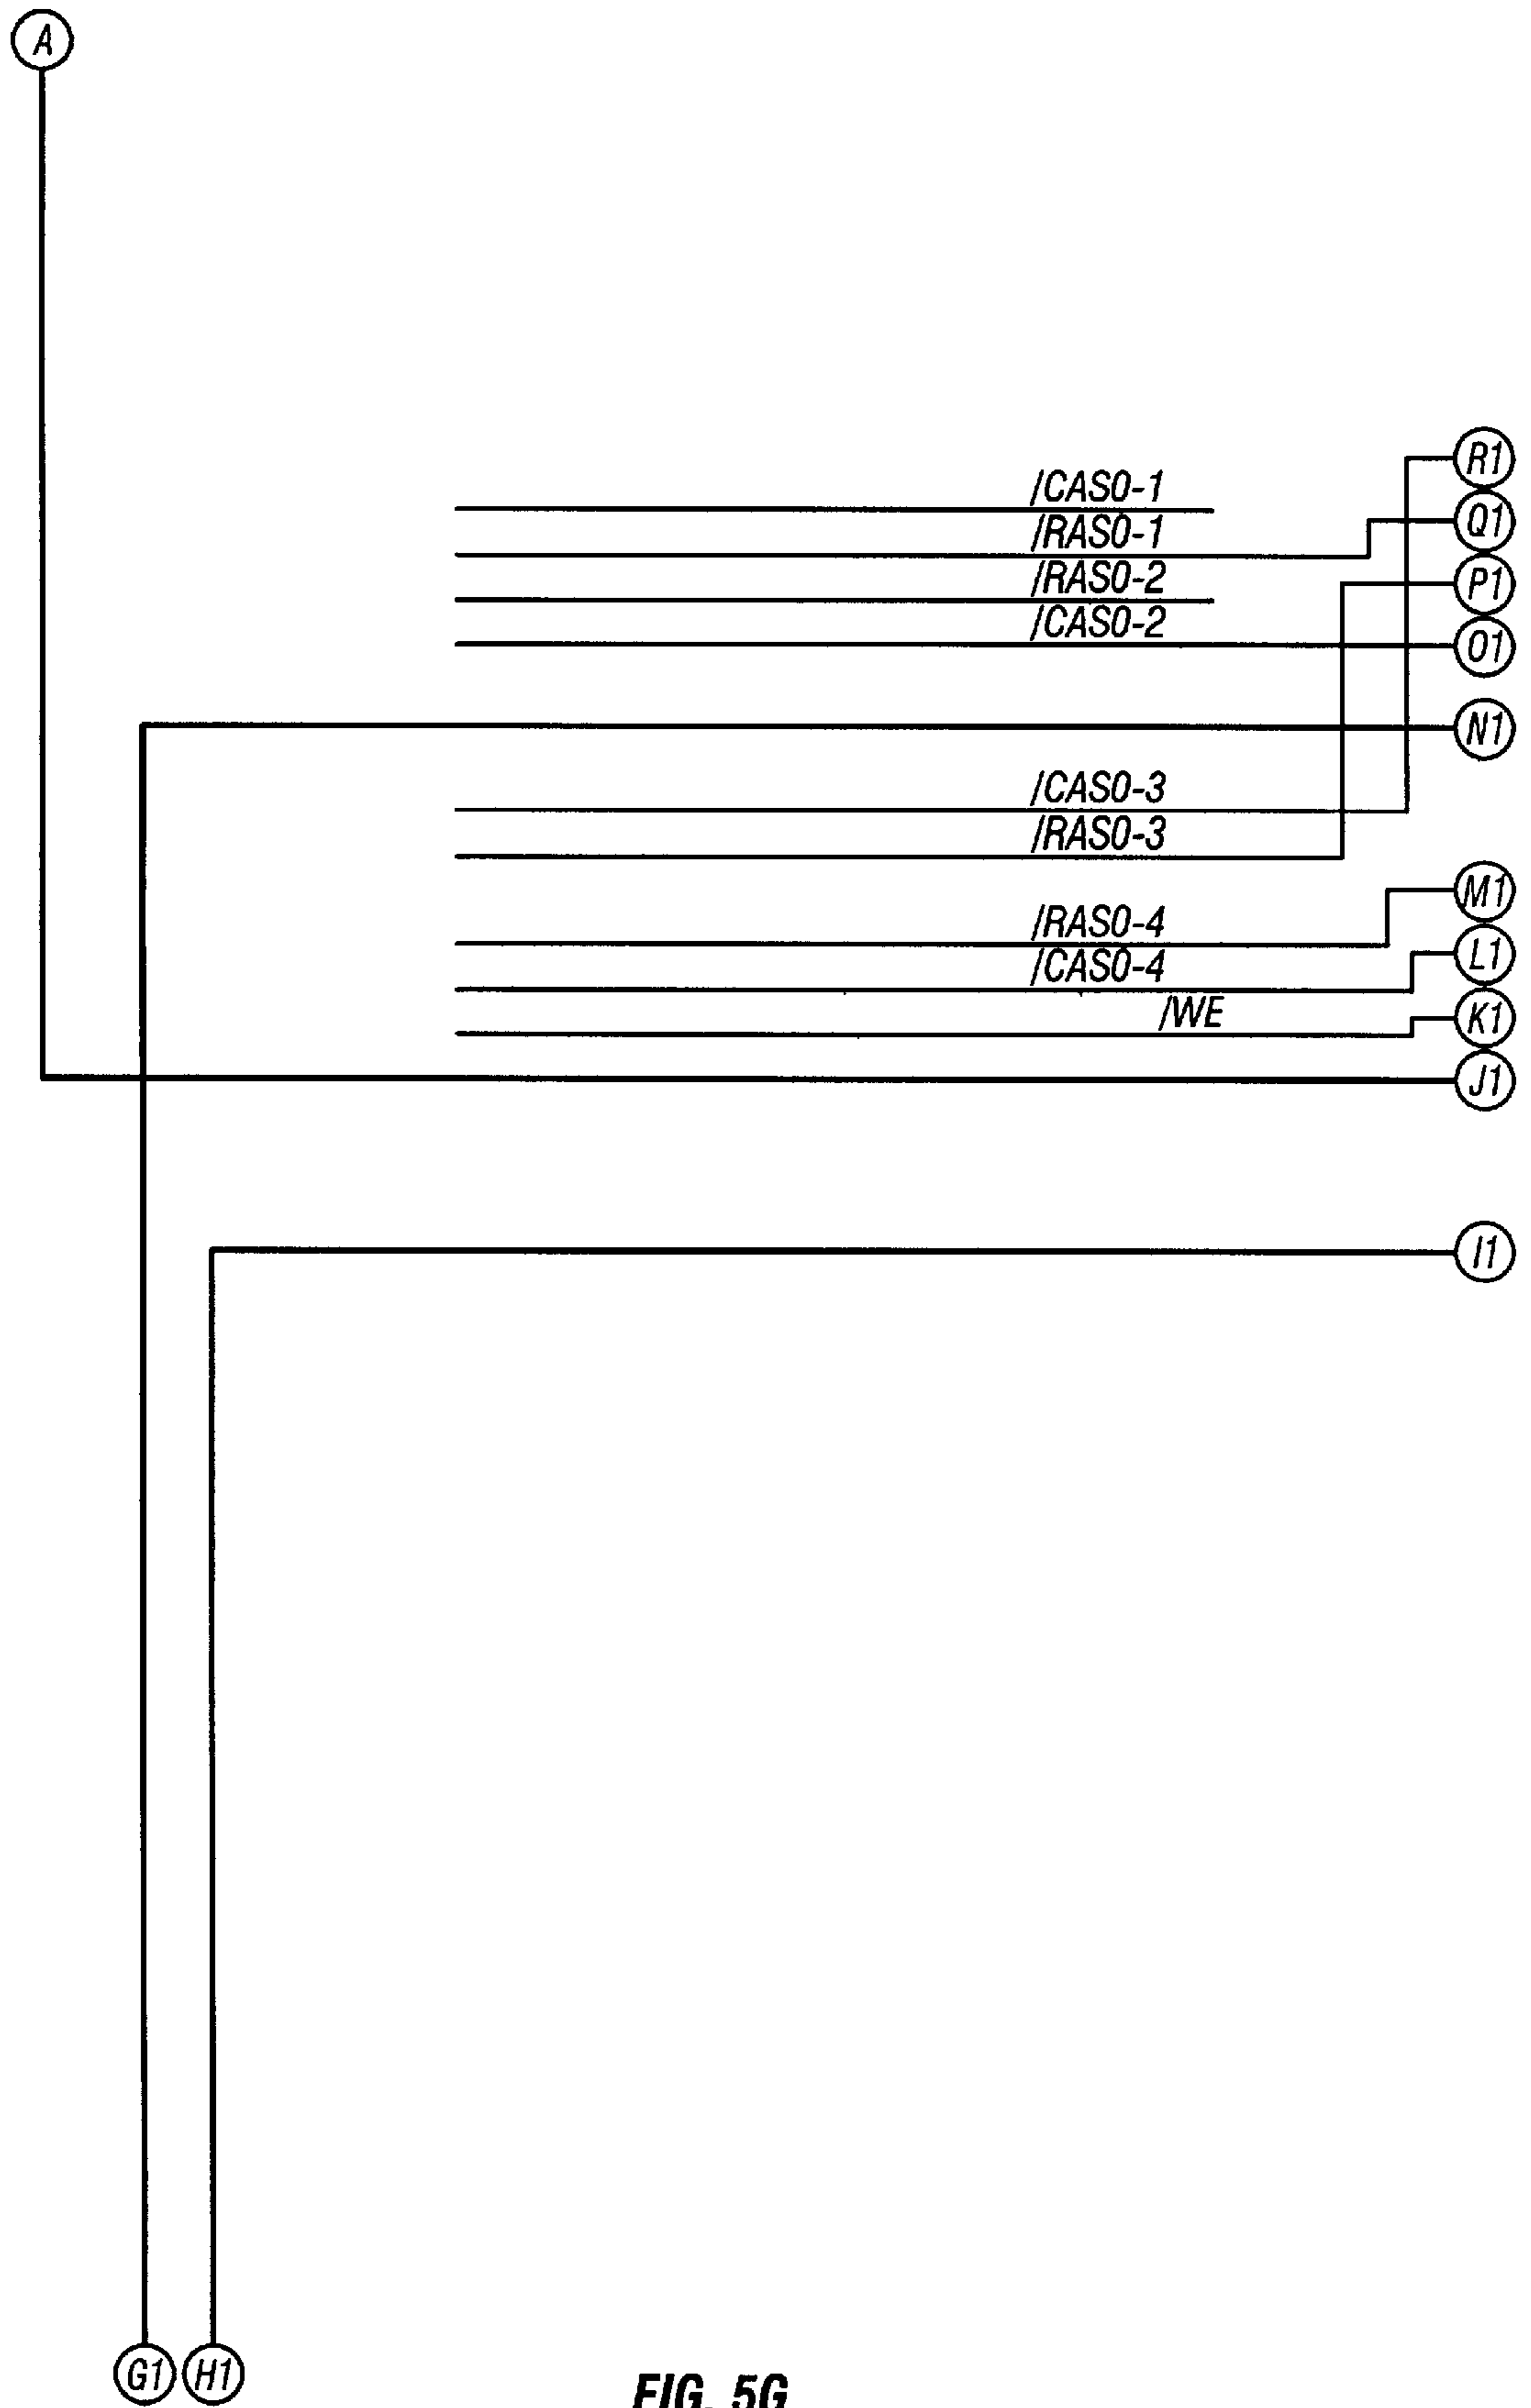 A
R1
/CAS0-1
Q1
/RAS0-1
/RAS0-2
P1
/CAS0-2
O1
N1
/CAS0-3
/RAS0-3
M1
/RAS0-4
L1
/CAS0-4
/WE
K1
J1
I1
G1 H1
FIG. 5G